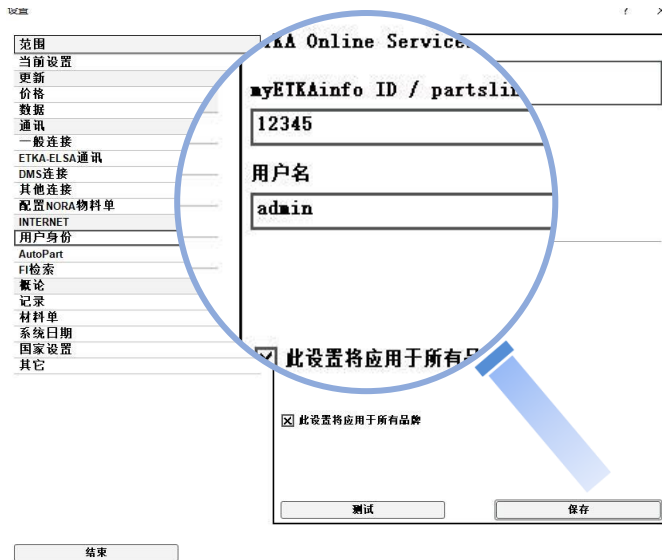 设置
? ×
范围
当前设置
更新
价格
数据
通讯
一般连接
ETKA-ELSA通讯
DMS连接
其他连接
配置NORA物料单
INTERNET
用户身份
AutoPart
FI检索
概论
记录
材料单
系统日期
国家设置
其它
KA Online Service
myETKAinfo ID / partslin
12345
用户名
admin
此设置将应用于所有品
此设置将应用于所有品牌
测试
保存
结束